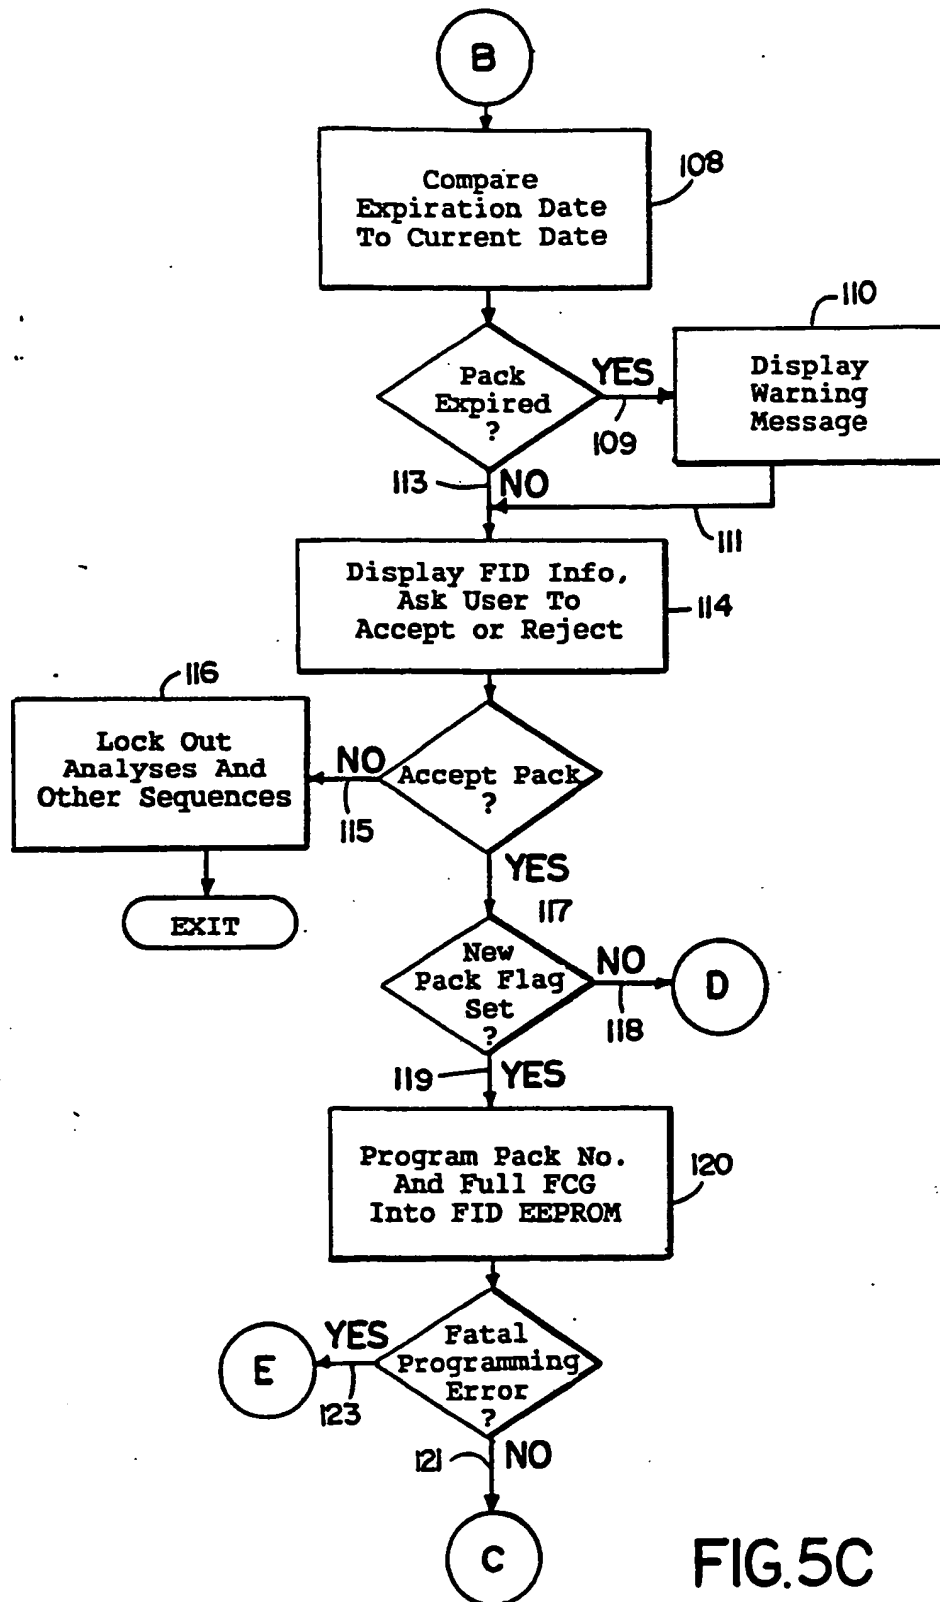 B
Compare
Expiration Date
To Current Date
108
Pack
Expired
?
YES
109
110
Display
Warning
Message
113
NO
111
Display FID Info,
Ask User To
Accept or Reject
114
116
Lock Out
Analyses And
Other Sequences
NO
115
Accept Pack
?
EXIT
YES
117
New
Pack Flag
Set
?
NO
118
D
119
YES
Program Pack No.
And Full FCG
Into FID EEPROM
120
Fatal
Programming
Error
?
YES
123
E
121
NO
C
FIG.5C